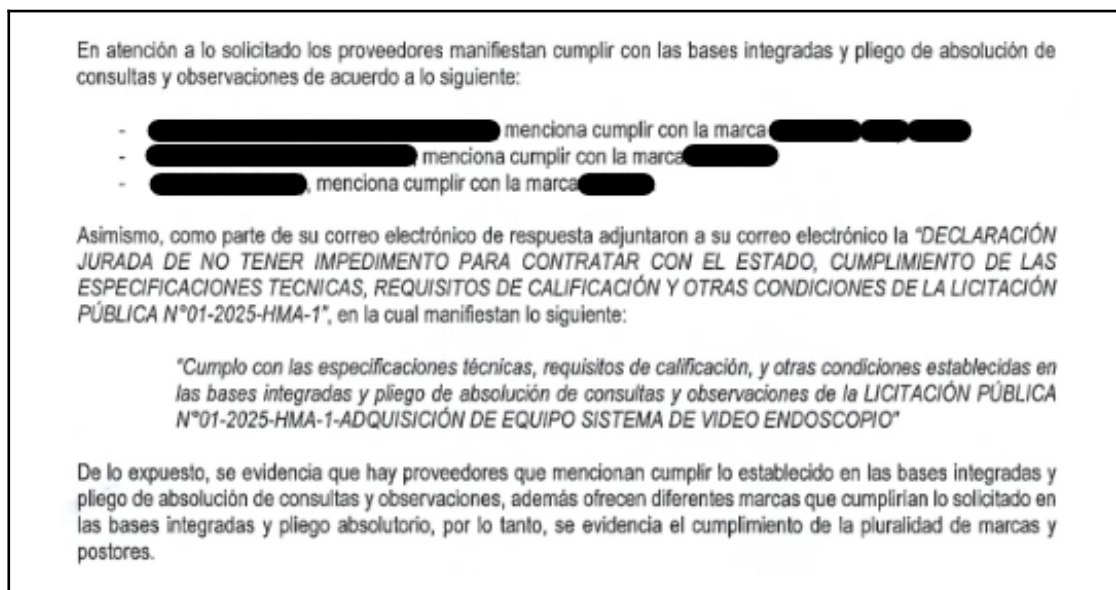 En atención a lo solicitado los proveedores manifiestan cumplir con las bases integradas y pliego de absolución de
consultas y observaciones de acuerdo a lo siguiente:
- menciona cumplir con la marca
- menciona cumplir con la marca
- , menciona cumplir con la marca
Asimismo, como parte de su correo electrónico de respuesta adjuntaron a su correo electrónico la "DECLARACIÓN
JURADA DE NO TENER IMPEDIMENTO PARA CONTRATAR CON EL ESTADO, CUMPLIMIENTO DE LAS
ESPECIFICACIONES TECNICAS, REQUISITOS DE CALIFICACIÓN Y OTRAS CONDICIONES DE LA LICITACIÓN
PÚBLICA N°01-2025-HMA-1", en la cual manifiestan lo siguiente:
"Cumplo con las especificaciones técnicas, requisitos de calificación, y otras condiciones establecidas en
las bases integradas y pliego de absolución de consultas y observaciones de la LICITACIÓN PÚBLICA
N°01-2025-HMA-1-ADQUISICIÓN DE EQUIPO SISTEMA DE VIDEO ENDOSCOPIO"
De lo expuesto, se evidencia que hay proveedores que mencionan cumplir lo establecido en las bases integradas y
pliego de absolución de consultas y observaciones, además ofrecen diferentes marcas que cumplirían lo solicitado en
las bases integradas y pliego absolutorio, por lo tanto, se evidencia el cumplimiento de la pluralidad de marcas y
postores.